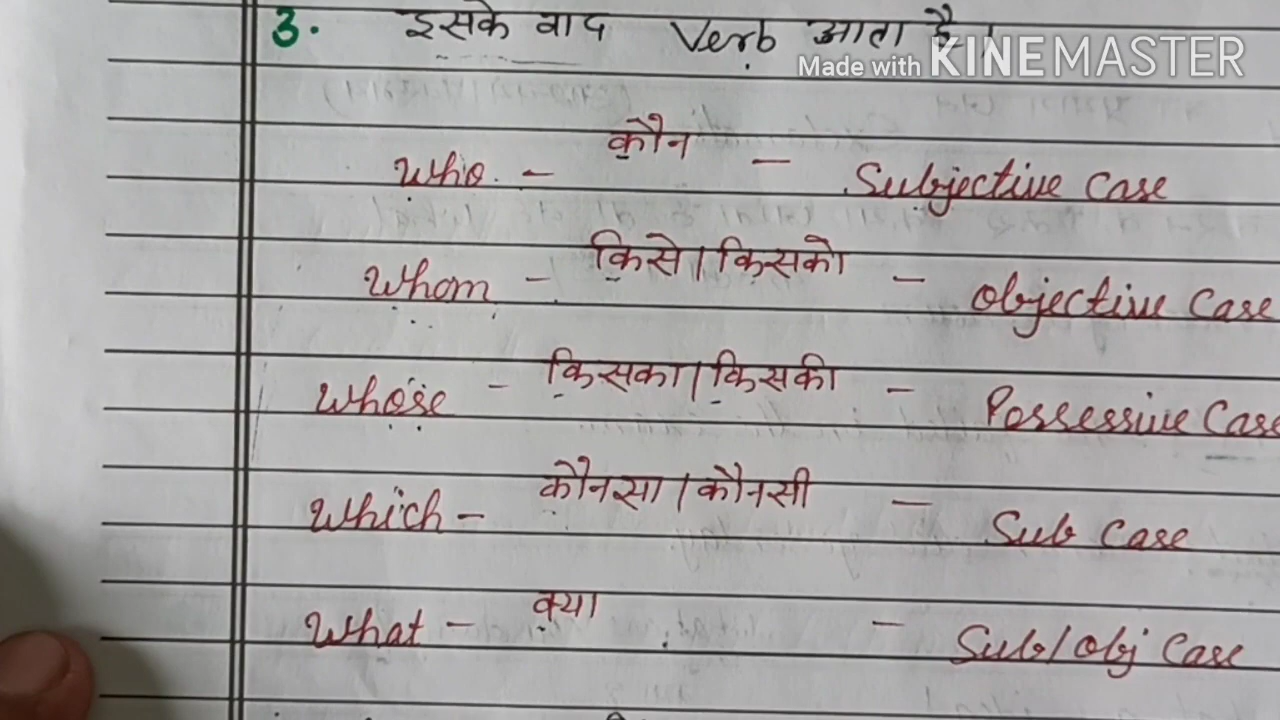 3. इसके बाद Verb आता है।
Made with KINEMASTER
Who - कौन - Subjective Case
Whom - किसे / किसको - Objective Case
Whose - किसका / किसकी - Possessive Case
Which - कौनसा / कौनसी - Sub Case
What - क्या - Sub/Obj Case